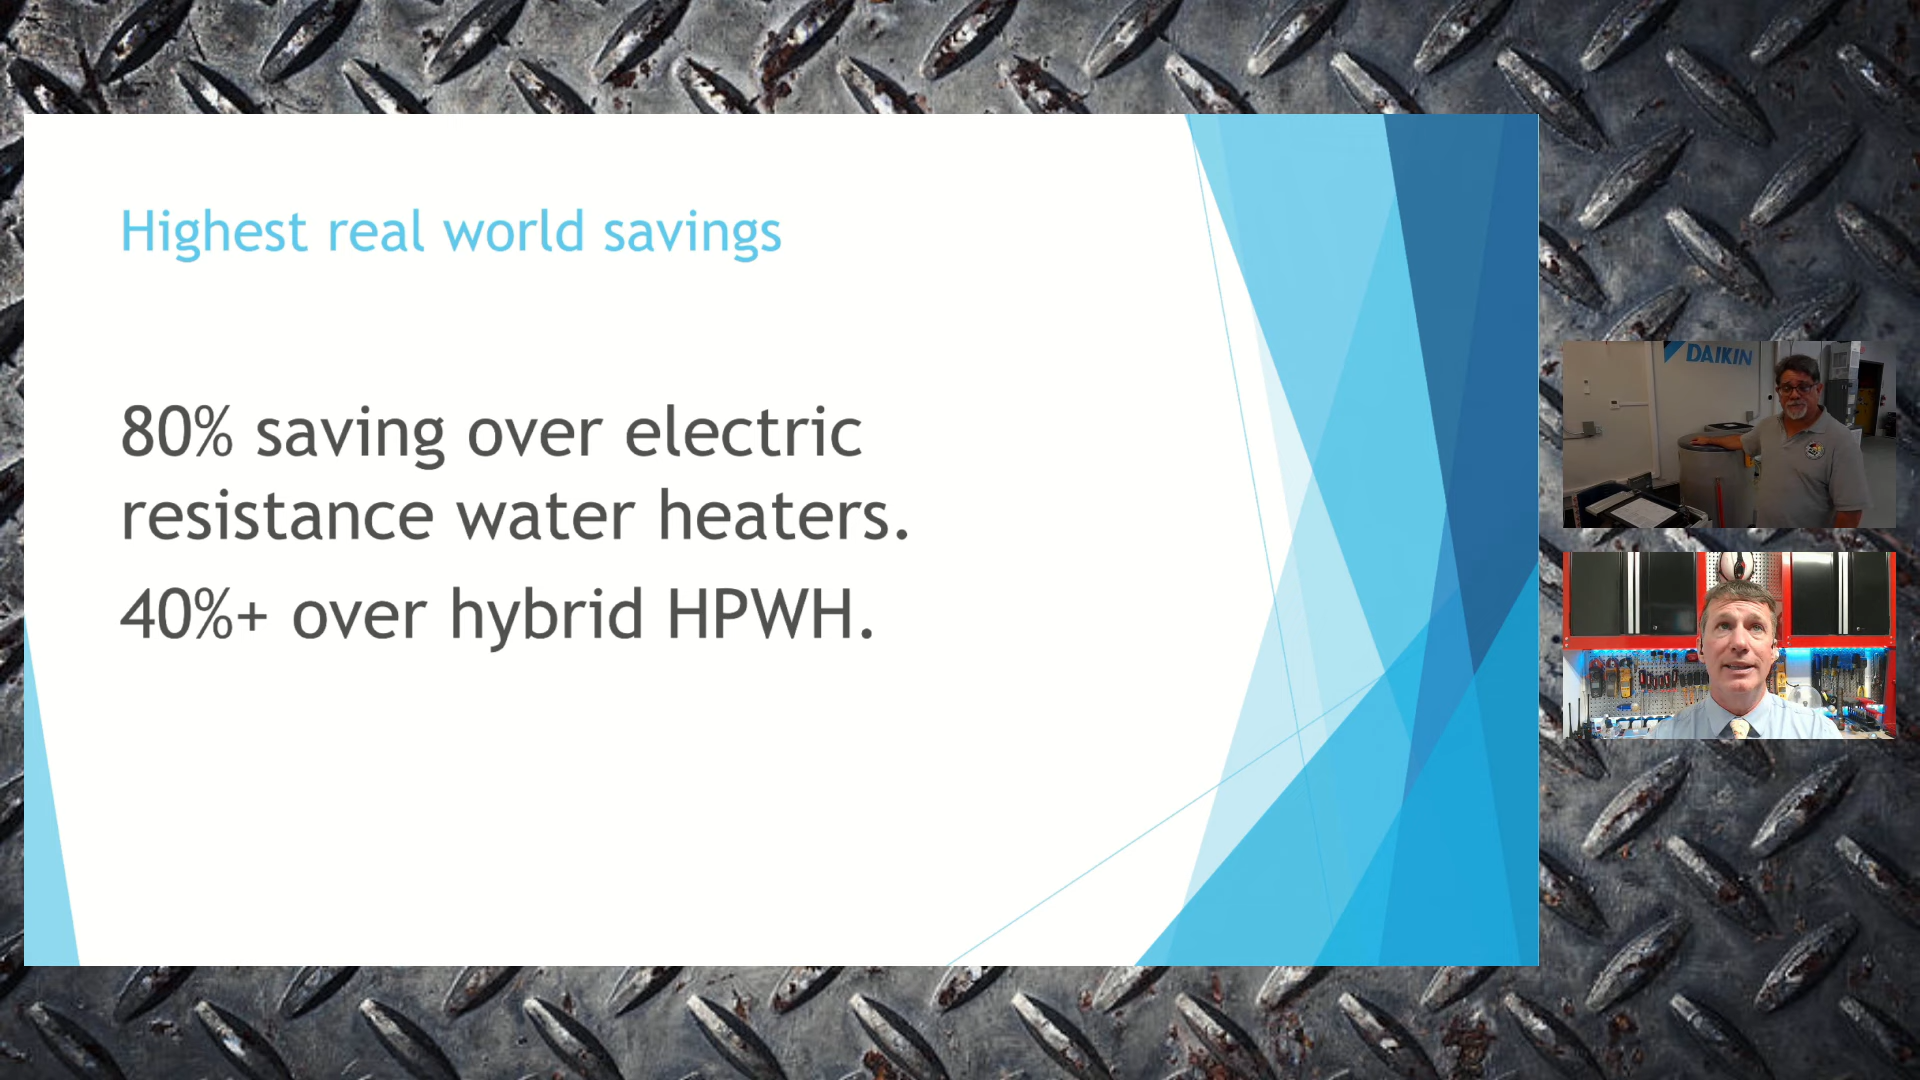 Highest real world savings
80% saving over electric
resistance water heaters.
40%+ over hybrid HPWH.
DAIKIN